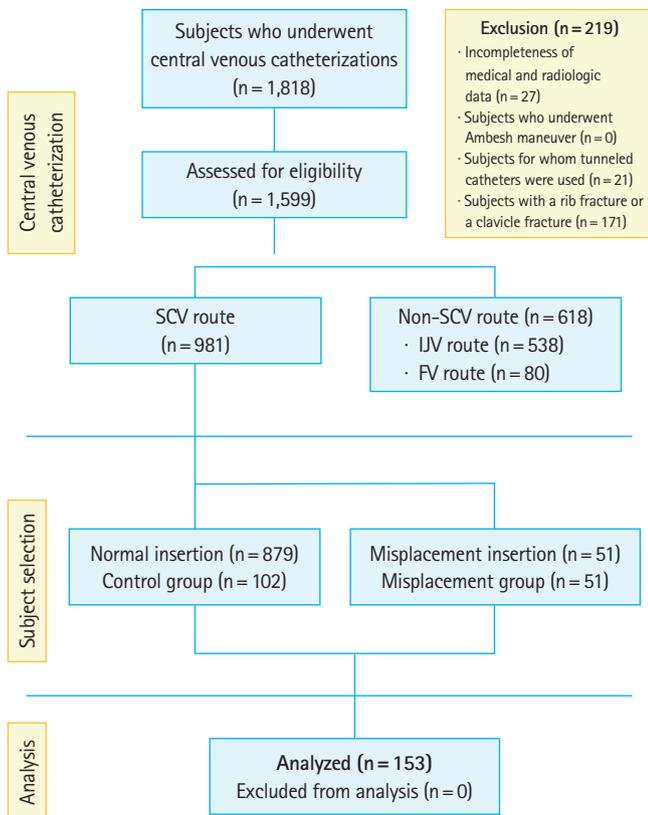 Subjects who underwent
central venous catheterizations
(n = 1,818)
Exclusion (n = 219)
· Incompleteness of
medical and radiologic
data (n = 27)
· Subjects who underwent
Ambesh maneuver (n = 0)
· Subjects for whom tunneled
catheters were used (n = 21)
· Subjects with a rib fracture or
a clavicle fracture (n = 171)
Central venous
catheterization
Assessed for eligibility
(n = 1,599)
SCV route
(n = 981)
Non-SCV route (n = 618)
· IJV route (n = 538)
· FV route (n = 80)
Subject selection
Normal insertion (n = 879)
Control group (n = 102)
Misplacement insertion (n = 51)
Misplacement group (n = 51)
Analysis
Analyzed (n = 153)
Excluded from analysis (n = 0)